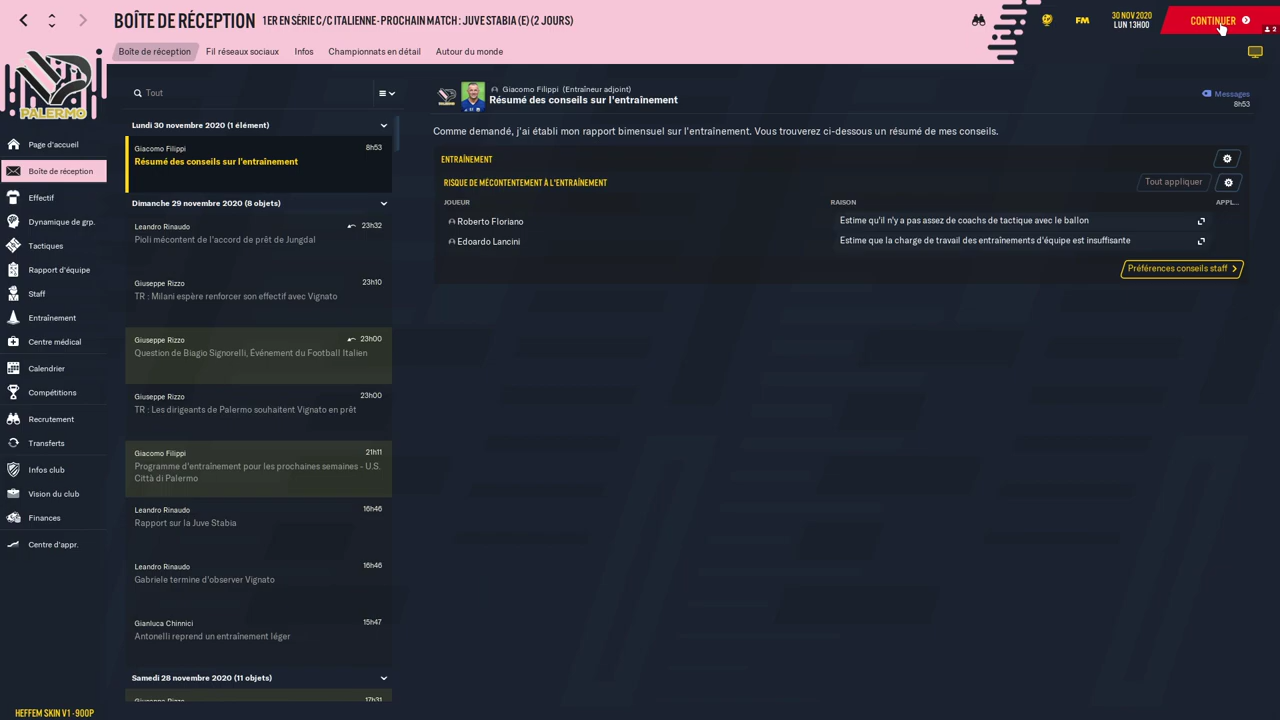 BOÎTE DE RÉCEPTION 1ER EN SÉRIE C/C ITALIENNE - PROCHAIN MATCH : JUVE STABIA (E) (2 JOURS)
FM
30 NOV 2020
LUN 13H00
CONTINUER
2
Boîte de réception
Fil réseaux sociaux
Infos
Championnats en détail
Autour du monde
PALERMO
Page d'accueil
Boîte de réception
Effectif
Dynamique de grp.
Tactiques
Rapport d'équipe
Staff
Entraînement
Centre médical
Calendrier
Compétitions
Recrutement
Transferts
Infos club
Vision du club
Finances
Centre d'appr.
HEFFEM SKIN V1 - 900P
Tout
Lundi 30 novembre 2020 (1 élément)
Giacomo Filippi 8h53
Résumé des conseils sur l'entraînement
Dimanche 29 novembre 2020 (8 objets)
Leandro Rinaudo 23h32
Pioli mécontent de l'accord de prêt de Jungdal
Giuseppe Rizzo 23h10
TR : Milani espère renforcer son effectif avec Vignato
Giuseppe Rizzo 23h00
Question de Biagio Signorelli, Événement du Football Italien
Giuseppe Rizzo 23h00
TR : Les dirigeants de Palermo souhaitent Vignato en prêt
Giacomo Filippi 21h11
Programme d'entraînement pour les prochaines semaines - U.S.
Città di Palermo
Leandro Rinaudo 16h46
Rapport sur la Juve Stabia
Leandro Rinaudo 16h46
Gabriele termine d'observer Vignato
Gianluca Chinnici 15h47
Antonelli reprend un entraînement léger
Samedi 28 novembre 2020 (11 objets)
Giuseppe Rizzo 17h31
Giacomo Filippi (Entraîneur adjoint)
Résumé des conseils sur l'entraînement
Messages
8h53
Comme demandé, j'ai établi mon rapport bimensuel sur l'entraînement. Vous trouverez ci-dessous un résumé de mes conseils.
ENTRAÎNEMENT
RISQUE DE MÉCONTENTEMENT À L'ENTRAÎNEMENT
Tout appliquer
JOUEUR RAISON APPL...
Roberto Floriano Estime qu'il n'y a pas assez de coachs de tactique avec le ballon
Edoardo Lancini Estime que la charge de travail des entraînements d'équipe est insuffisante
Préférences conseils staff